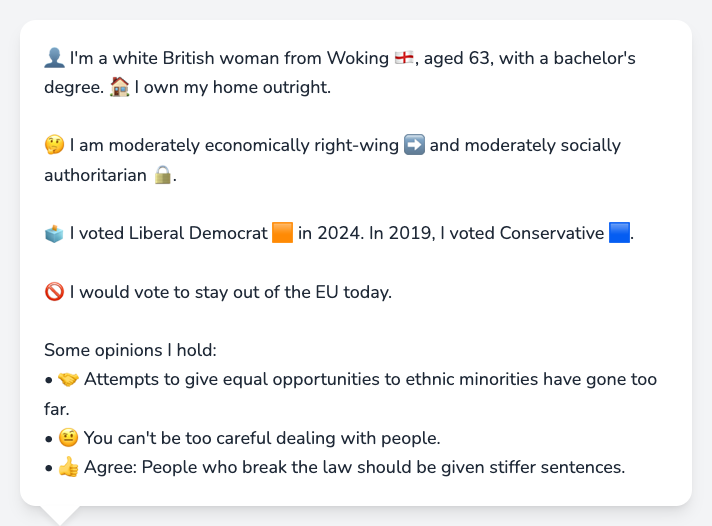 👤 I'm a white British woman from Woking 🏴󠁧󠁢󠁥󠁮󠁧󠁿, aged 63, with a bachelor's
degree. 🏠 I own my home outright.
🤔 I am moderately economically right-wing ➡️ and moderately socially
authoritarian 🔒.
🗳️ I voted Liberal Democrat 🟧 in 2024. In 2019, I voted Conservative 🟦.
🚫 I would vote to stay out of the EU today.
Some opinions I hold:
• 🤝 Attempts to give equal opportunities to ethnic minorities have gone too
far.
• 🤨 You can't be too careful dealing with people.
• 👍 Agree: People who break the law should be given stiffer sentences.